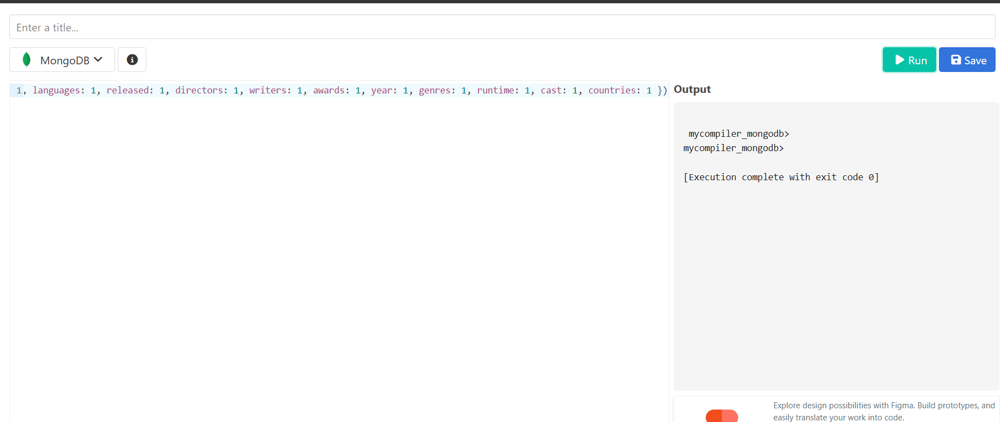 Enter a title...
MongoDB
Run
Save
1, languages: 1, released: 1, directors: 1, writers: 1, awards: 1, year: 1, genres: 1, runtime: 1, cast: 1, countries: 1 })
Output
mycompiler_mongodb>
mycompiler_mongodb>
[Execution complete with exit code 0]
Explore design possibilities with Figma. Build prototypes, and
easily translate your work into code.